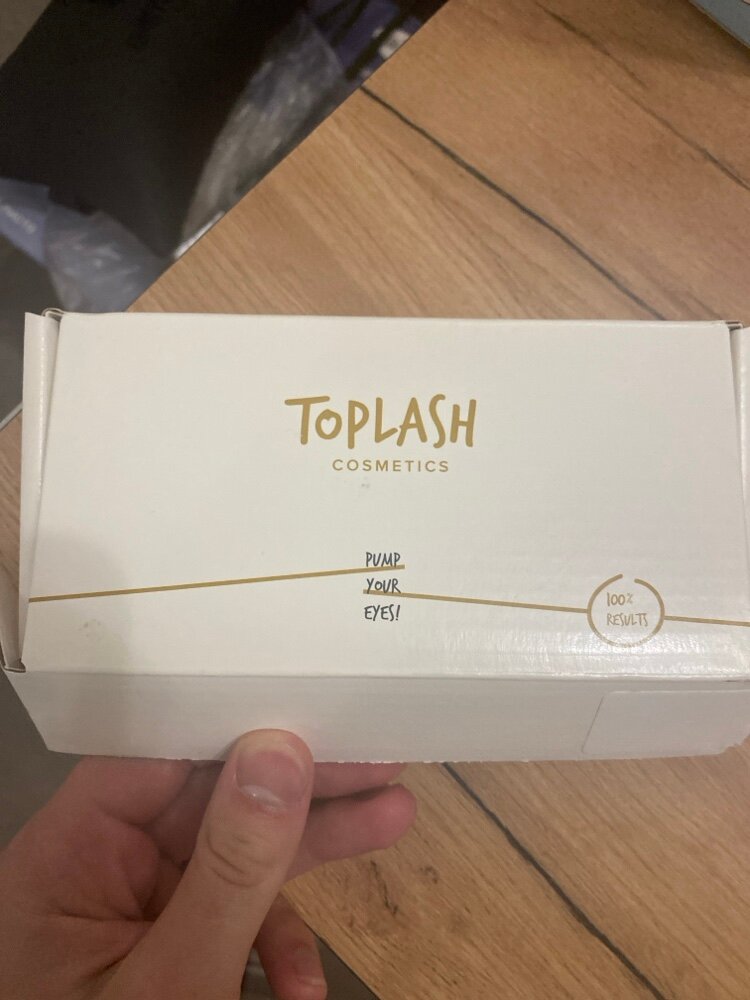 TOPLASH
COSMETICS
PUMP
YOUR
EYES!
100%
RESULTS